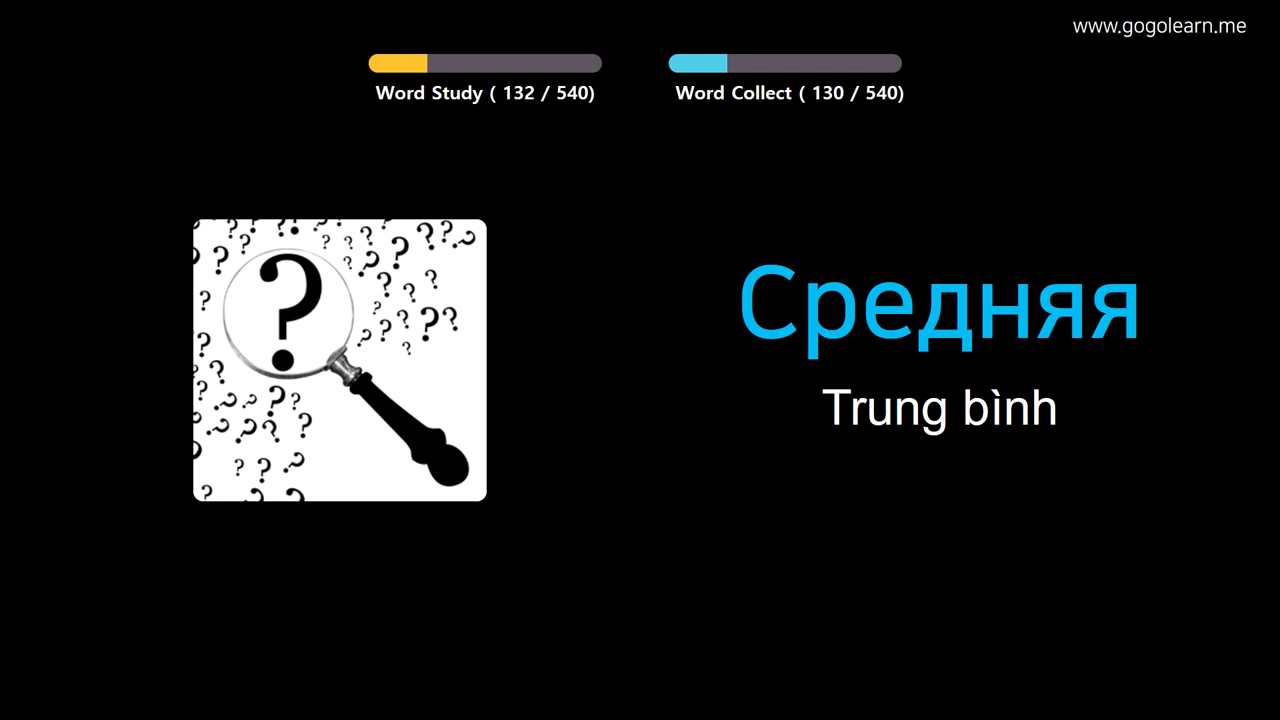 www.gogolearn.me
Word Study ( 132 / 540)
Word Collect ( 130 / 540)
Средняя
Trung bình